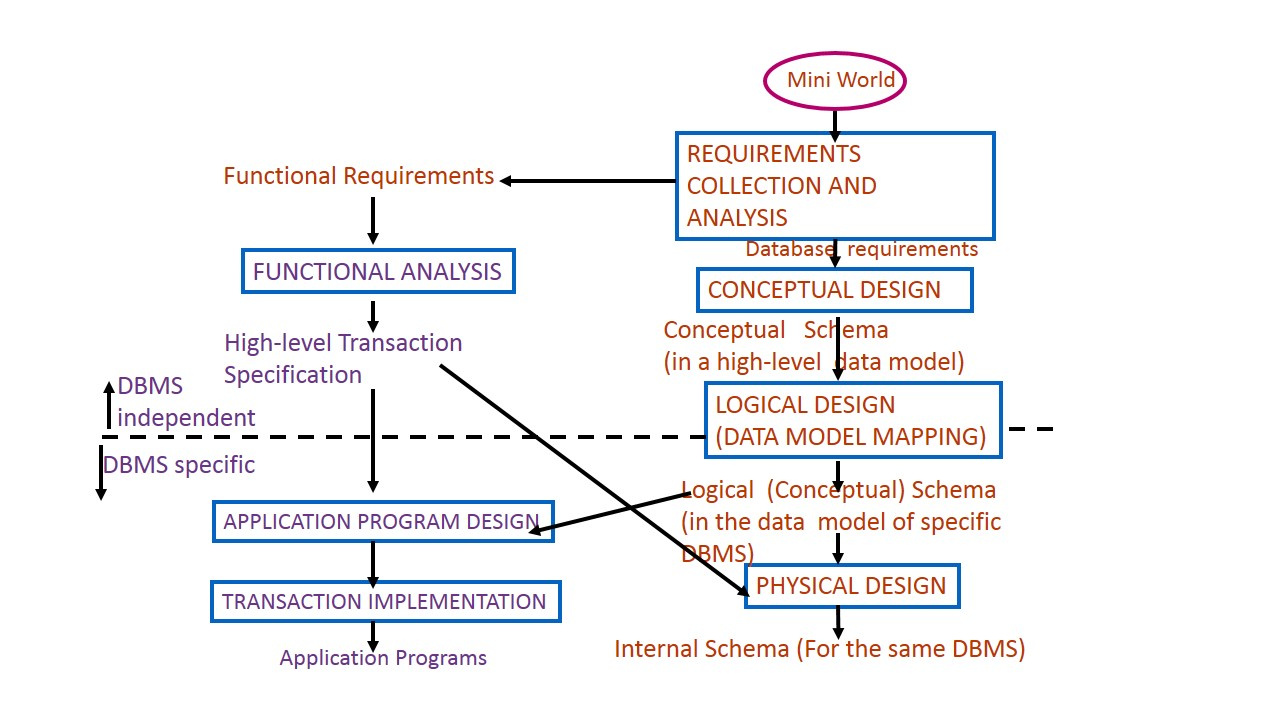 Mini World
REQUIREMENTS
COLLECTION AND
ANALYSIS
Functional Requirements
Database requirements
FUNCTIONAL ANALYSIS
CONCEPTUAL DESIGN
High-level Transaction
Specification
Conceptual Schema
(in a high-level data model)
DBMS
independent
LOGICAL DESIGN
(DATA MODEL MAPPING)
DBMS specific
Logical (Conceptual) Schema
(in the data model of specific
DBMS)
APPLICATION PROGRAM DESIGN
PHYSICAL DESIGN
TRANSACTION IMPLEMENTATION
Internal Schema (For the same DBMS)
Application Programs